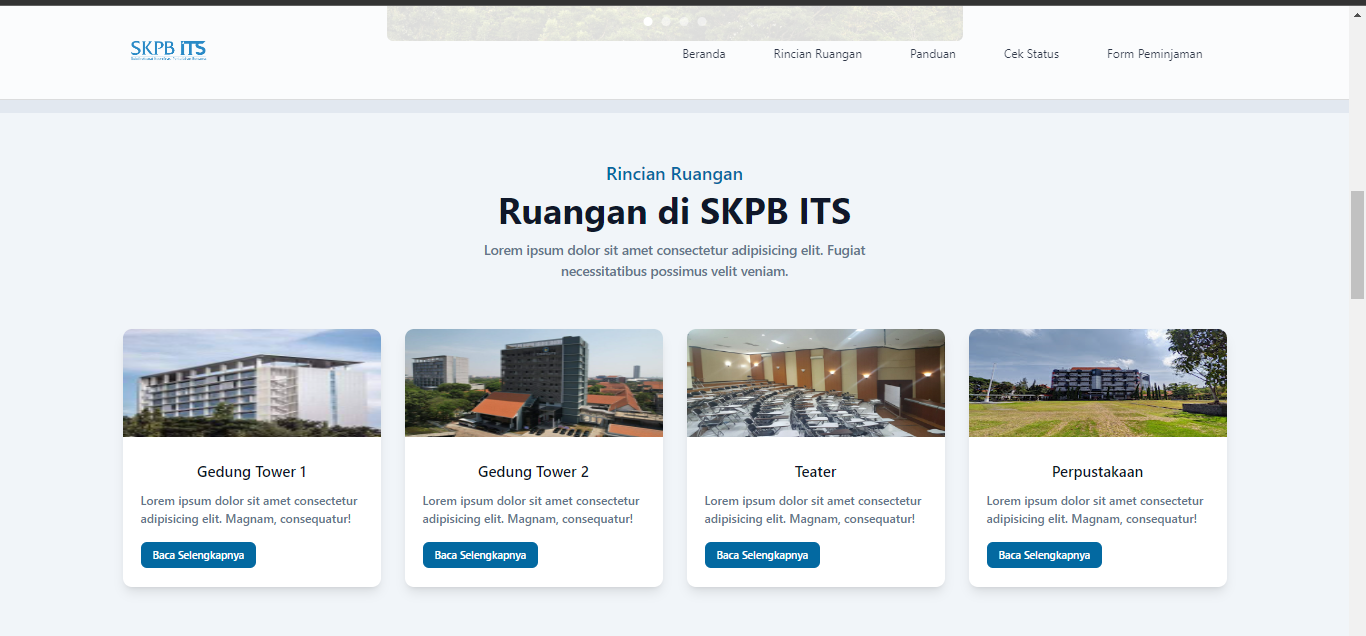 SKPB ITS
Beranda Rincian Ruangan Panduan Cek Status Form Peminjaman
Rincian Ruangan
Ruangan di SKPB ITS
Lorem ipsum dolor sit amet consectetur adipisicing elit. Fugiat
necessitatibus possimus velit veniam.
Gedung Tower 1
Lorem ipsum dolor sit amet consectetur
adipisicing elit. Magnam, consequatur!
Baca Selengkapnya
Gedung Tower 2
Lorem ipsum dolor sit amet consectetur
adipisicing elit. Magnam, consequatur!
Baca Selengkapnya
Teater
Lorem ipsum dolor sit amet consectetur
adipisicing elit. Magnam, consequatur!
Baca Selengkapnya
Perpustakaan
Lorem ipsum dolor sit amet consectetur
adipisicing elit. Magnam, consequatur!
Baca Selengkapnya